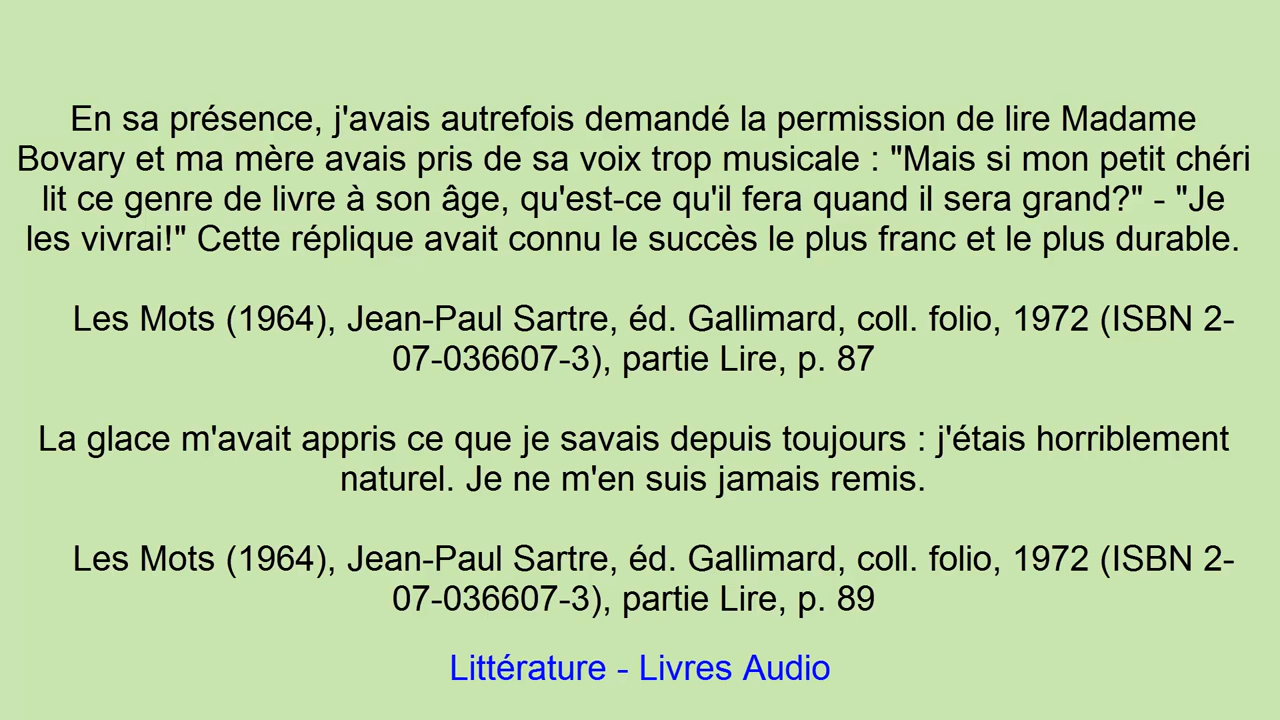 En sa présence, j'avais autrefois demandé la permission de lire Madame
Bovary et ma mère avais pris de sa voix trop musicale : "Mais si mon petit chéri
lit ce genre de livre à son âge, qu'est-ce qu'il fera quand il sera grand?" - "Je
les vivrai!" Cette réplique avait connu le succès le plus franc et le plus durable.
Les Mots (1964), Jean-Paul Sartre, éd. Gallimard, coll. folio, 1972 (ISBN 2-
07-036607-3), partie Lire, p. 87
La glace m'avait appris ce que je savais depuis toujours : j'étais horriblement
naturel. Je ne m'en suis jamais remis.
Les Mots (1964), Jean-Paul Sartre, éd. Gallimard, coll. folio, 1972 (ISBN 2-
07-036607-3), partie Lire, p. 89
Littérature - Livres Audio